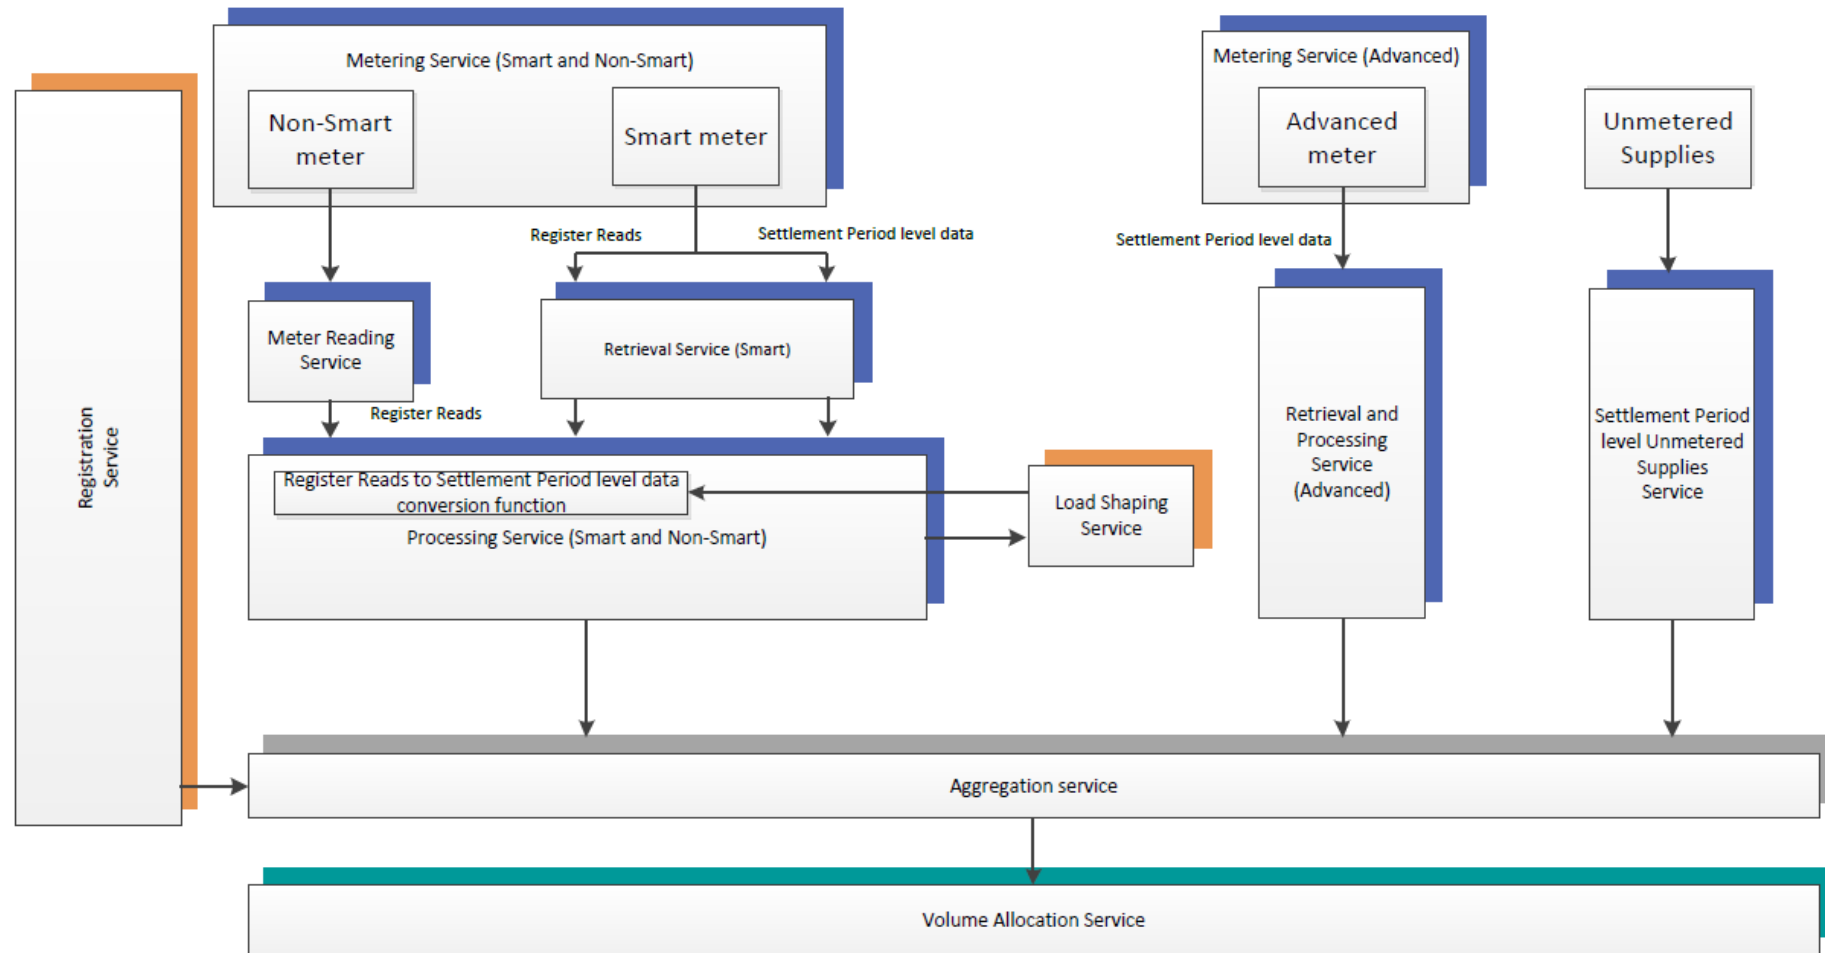 Metering Service (Smart and Non-Smart)
Metering Service (Advanced)
Non-Smart
meter
Smart meter
Advanced
meter
Unmetered
Supplies
Register Reads
Settlement Period level data
Settlement Period level data
Meter Reading
Service
Retrieval Service (Smart)
Register Reads
Registration
Service
Retrieval and
Processing
Service
(Advanced)
Settlement Period
level Unmetered
Supplies
Service
Register Reads to Settlement Period level data
conversion function
Processing Service (Smart and Non-Smart)
Load Shaping
Service
Aggregation service
Volume Allocation Service